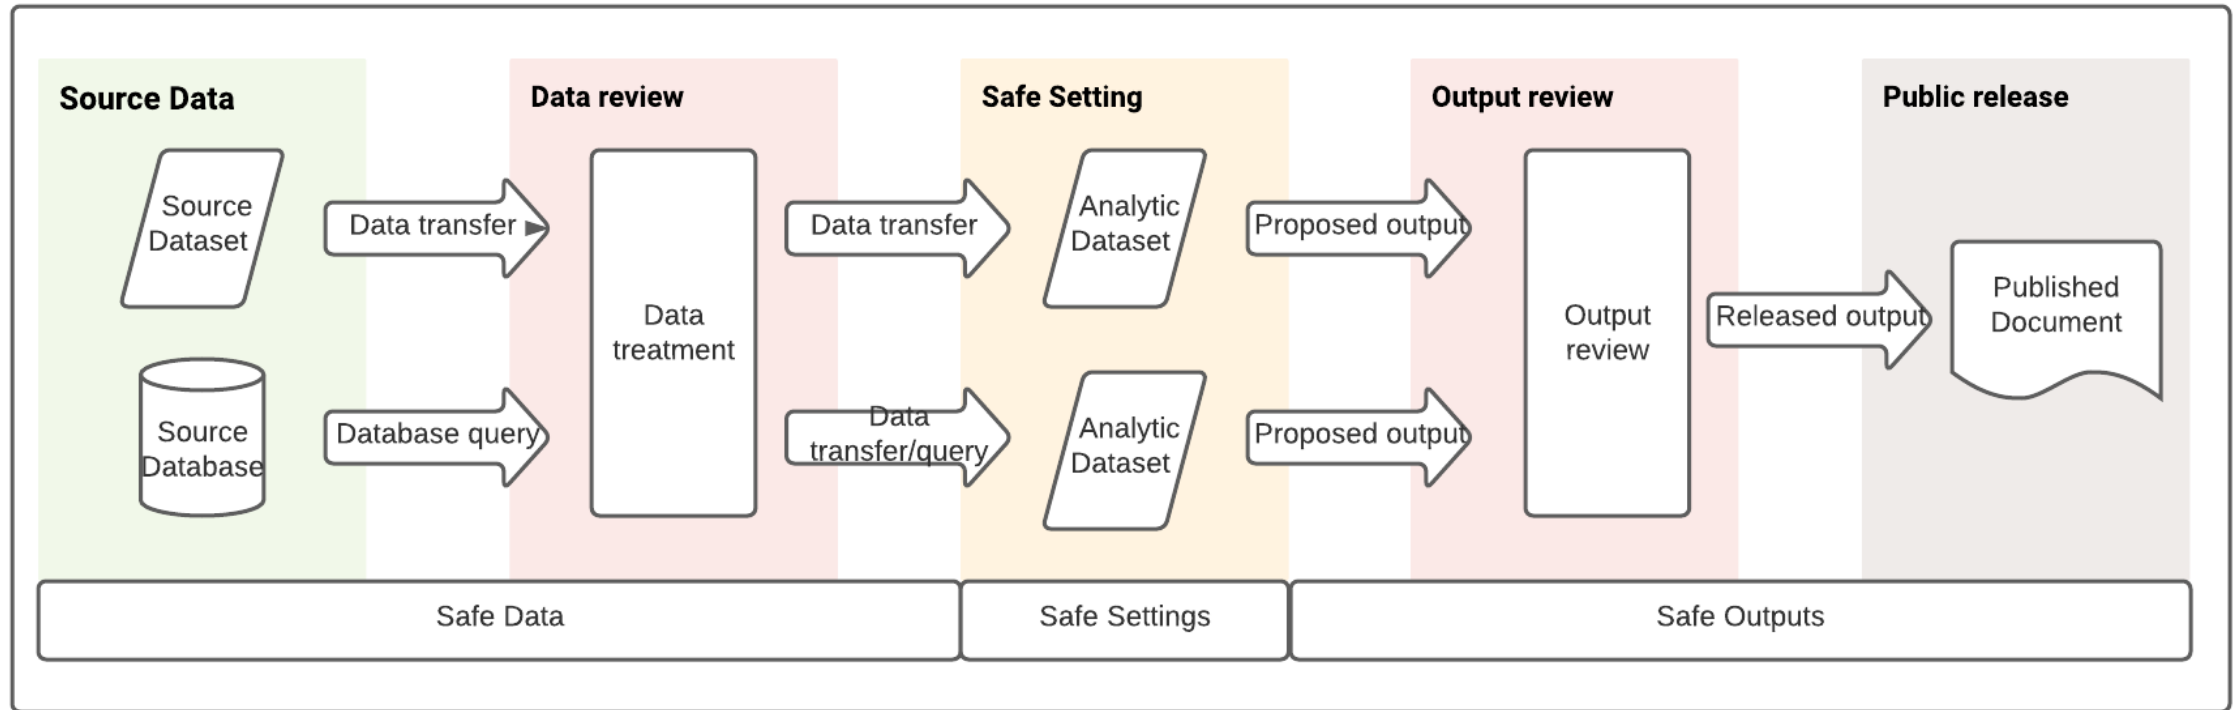 Source Data
Data review
Safe Setting
Output review
Public release
Source
Dataset
Data transfer
Data transfer
Analytic
Dataset
Proposed output
Data
treatment
Output
review
Released output
Published
Document
Source
Database
Database query
Data
transfer/query
Analytic
Dataset
Proposed output
Safe Data
Safe Settings
Safe Outputs